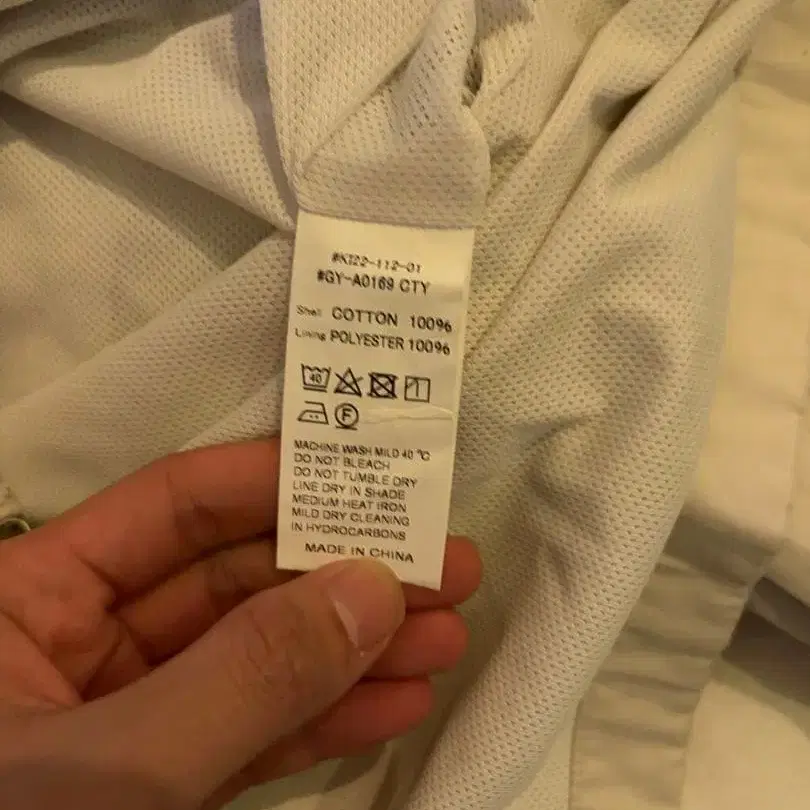 #KI22-112-01
#GY-A0169 CTY
Shell COTTON 100%
Lining POLYESTER 100%
40
F
MACHINE WASH MILD 40 ℃
DO NOT BLEACH
DO NOT TUMBLE DRY
LINE DRY IN SHADE
MEDIUM HEAT IRON
MILD DRY CLEANING
IN HYDROCARBONS
MADE IN CHINA